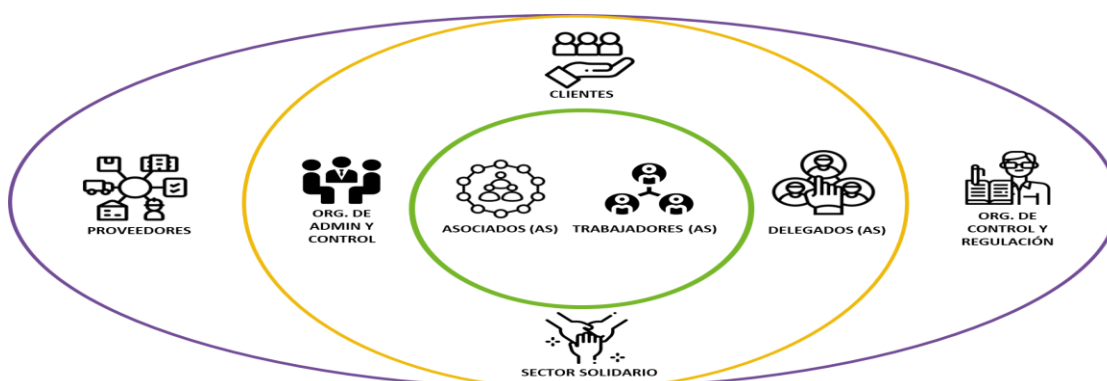 CLIENTES
PROVEEDORES
ORG. DE
ADMIN Y
CONTROL
ASOCIADOS (AS)
TRABAJADORES (AS)
DELEGADOS (AS)
ORG. DE
CONTROL Y
REGULACIÓN
SECTOR SOLIDARIO